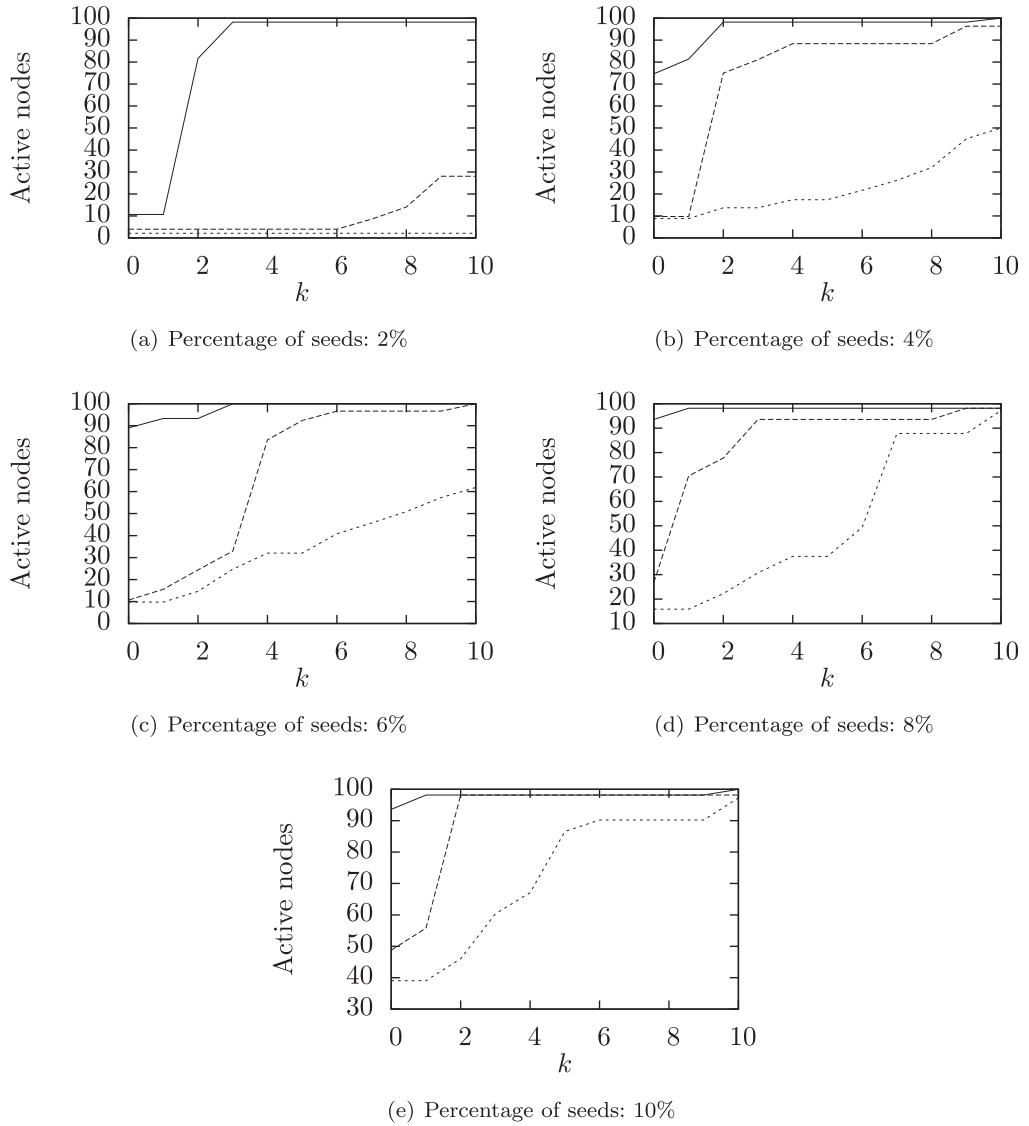 100
90
80
70
60
50
40
30
20
10
0
Active nodes
0 2 4 6 8 10
k
(a) Percentage of seeds: 2%
100
90
80
70
60
50
40
30
20
10
0
Active nodes
0 2 4 6 8 10
k
(b) Percentage of seeds: 4%
100
90
80
70
60
50
40
30
20
10
0
Active nodes
0 2 4 6 8 10
k
(c) Percentage of seeds: 6%
100
90
80
70
60
50
40
30
20
10
Active nodes
0 2 4 6 8 10
k
(d) Percentage of seeds: 8%
100
90
80
70
60
50
40
30
Active nodes
0 2 4 6 8 10
k
(e) Percentage of seeds: 10%